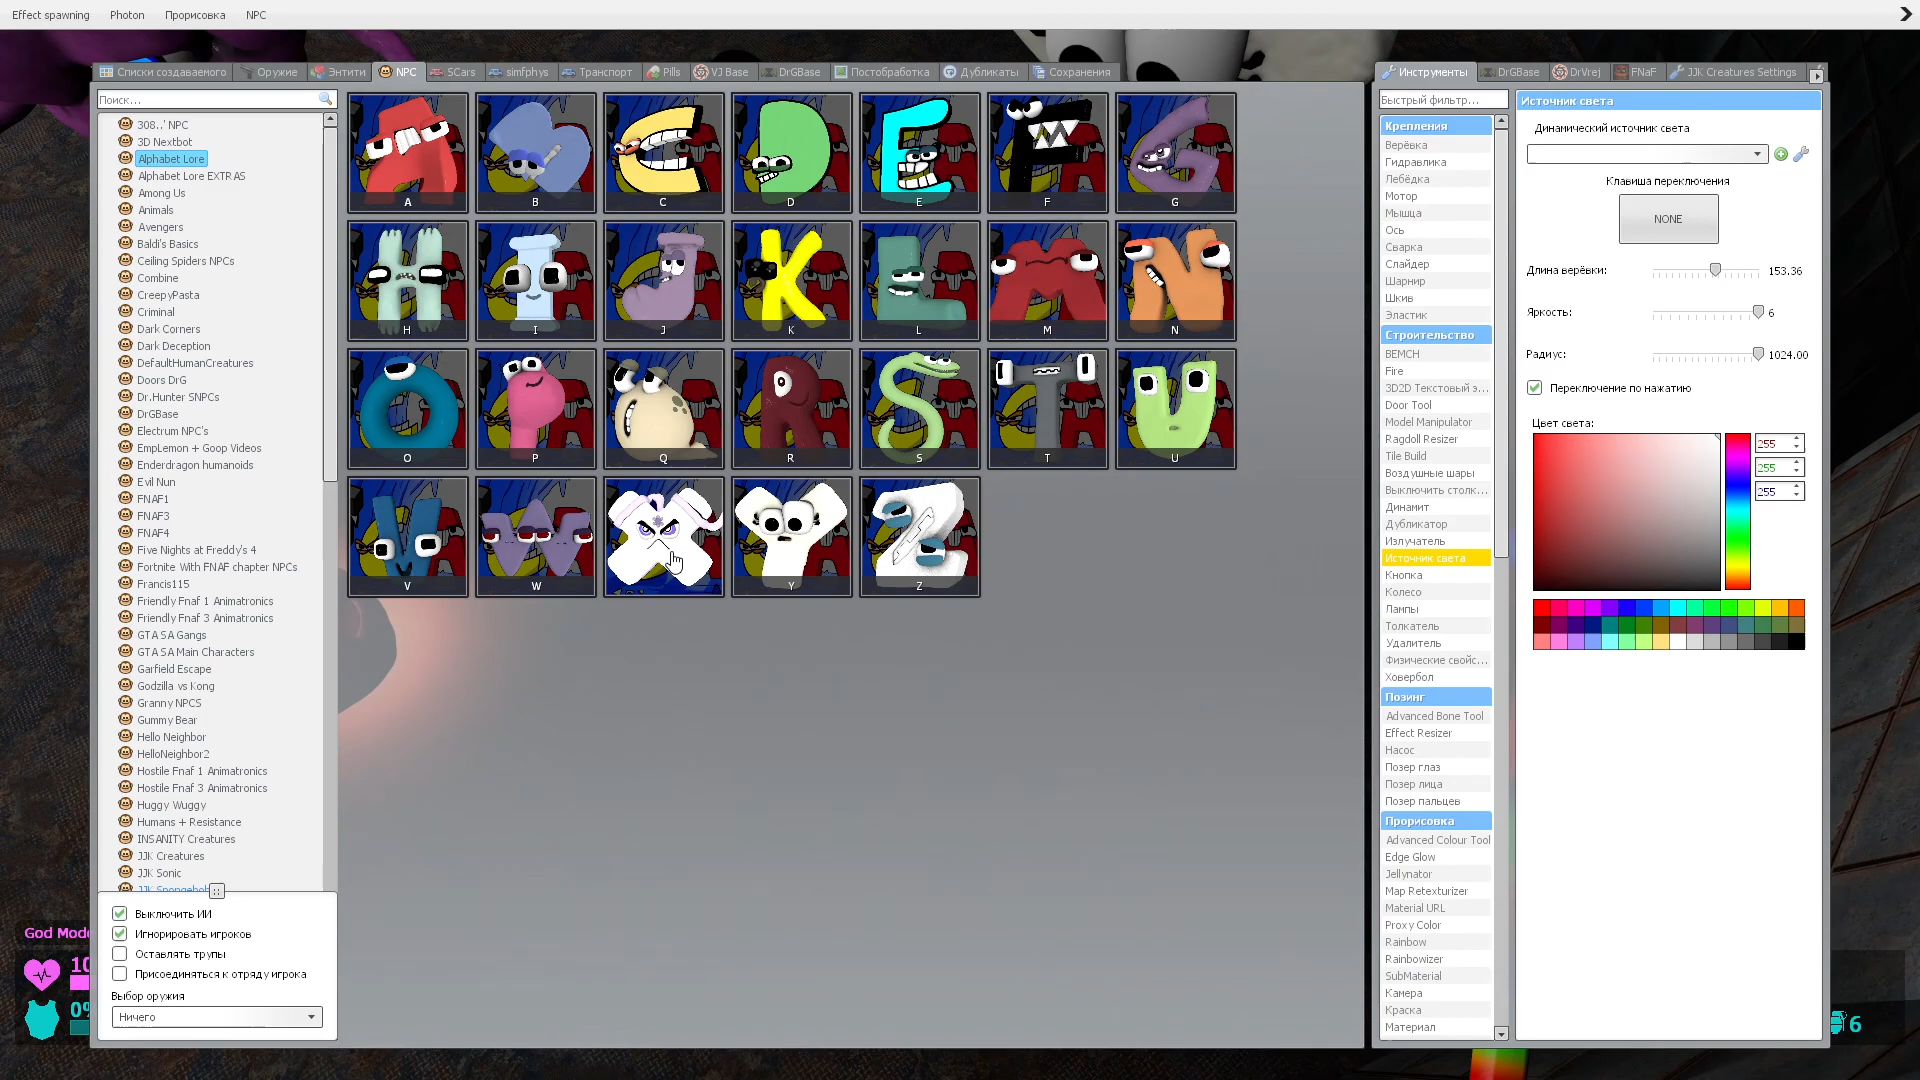 Effect spawning Photon Прорисовка NPC
Списки создаваемого Оружие Энтити NPC SCars simfphys Транспорт Pills VJ Base DrGBase Постобработка Дубликаты Сохранения
Поиск...
308..' NPC
3D Nextbot
Alphabet Lore
Alphabet Lore EXTRAS
Among Us
Animals
Avengers
Baldi's Basics
Ceiling Spiders NPCs
Combine
CreepyPasta
Criminal
Dark Corners
Dark Deception
DefaultHumanCreatures
Doors DrG
Dr.Hunter SNPCs
DrGBase
Electrum NPC's
EmpLemon + Goop Videos
Enderdragon humanoids
Evil Nun
FNAF1
FNAF3
FNAF4
Five Nights at Freddy's 4
Fortnite With FNAF chapter NPCs
Francis115
Friendly Fnaf 1 Animatronics
Friendly Fnaf 3 Animatronics
GTA SA Gangs
GTA SA Main Characters
Garfield Escape
Godzilla vs Kong
Granny NPCS
Gummy Bear
Hello Neighbor
HelloNeighbor2
Hostile Fnaf 1 Animatronics
Hostile Fnaf 3 Animatronics
Huggy Wuggy
Humans + Resistance
INSANITY Creatures
JJK Creatures
JJK Sonic
JJK Spongebob
Выключить ИИ
Игнорировать игроков
Оставлять трупы
Присоединяться к отряду игрока
Выбор оружия
Ничего
God Mode
10
0%
A B C D E F G
H I J K L M N
O P Q R S T U
V W Y Z
Инструменты DrGBase DrVrej FNaF JJK Creatures Settings
Быстрый фильтр...
Крепления
Верёвка
Гидравлика
Лебёдка
Мотор
Мышца
Ось
Сварка
Слайдер
Шарнир
Шкив
Эластик
Строительство
BEMCH
Fire
3D2D Текстовый э...
Door Tool
Model Manipulator
Ragdoll Resizer
Tile Build
Воздушные шары
Выключить столк...
Динамит
Дубликатор
Излучатель
Источник света
Кнопка
Колесо
Лампы
Толкатель
Удалитель
Физические свойс...
Ховербол
Позинг
Advanced Bone Tool
Effect Resizer
Насос
Позер глаз
Позер лица
Позер пальцев
Прорисовка
Advanced Colour Tool
Edge Glow
Jellynator
Map Retexturizer
Material URL
Proxy Color
Rainbow
Rainbowizer
SubMaterial
Камера
Краска
Материал
Источник света
Динамический источник света
Клавиша переключения
NONE
Длина верёвки: 153.36
Яркость: 6
Радиус: 1024.00
Переключение по нажатию
Цвет света:
255
255
255
6